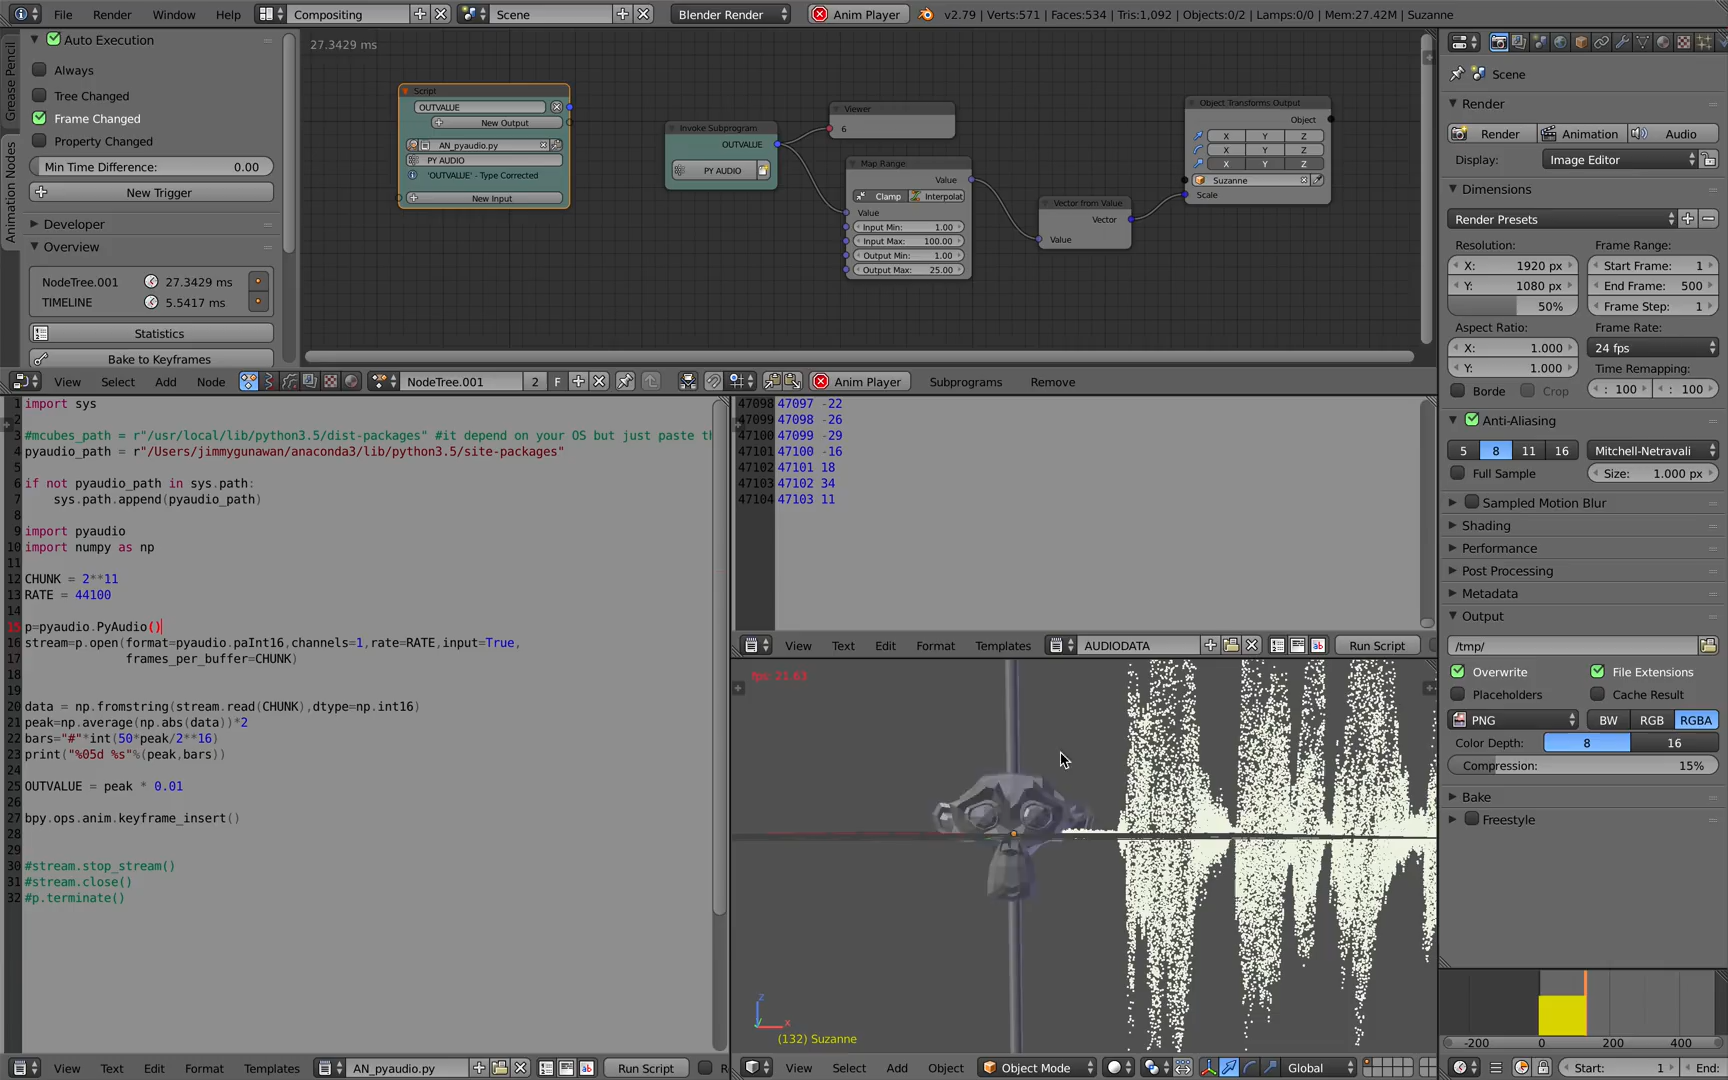 File Render Window Help Compositing Scene Blender Render Anim Player v2.79 | Verts:571 | Faces:534 | Tris:1,092 | Objects:0/2 | Lamps:0/0 | Mem:27.42M | Suzanne
Grease Pencil
Animation Nodes
Auto Execution
Always
Tree Changed
Frame Changed
Property Changed
Min Time Difference: 0.00
New Trigger
Developer
Overview
NodeTree.001 27.3429 ms
TIMELINE 5.5417 ms
Statistics
Bake to Keyframes
27.3429 ms
Script
OUTVALUE
New Output
AN_pyaudio.py
PY AUDIO
'OUTVALUE' - Type Corrected
New Input
Invoke Subprogram
OUTVALUE
PY AUDIO
Viewer
6
Map Range
Value
Clamp Interpolat
Value
Input Min: 1.00
Input Max: 100.00
Output Min: 1.00
Output Max: 25.00
Vector from Value
Vector
Value
Object Transforms Output
Object
X Y Z
X Y Z
X Y Z
Suzanne
Scale
View Select Add Node NodeTree.001 2 F Anim Player Subprograms Remove
1 import sys
2
3 #mcubes_path = r"/usr/local/lib/python3.5/dist-packages" #it depend on your OS but just paste th
4 pyaudio_path = r"/Users/jimmygunawan/anaconda3/lib/python3.5/site-packages"
5
6 if not pyaudio_path in sys.path:
7 sys.path.append(pyaudio_path)
8
9 import pyaudio
10 import numpy as np
11
12 CHUNK = 2**11
13 RATE = 44100
14
15 p=pyaudio.PyAudio()
16 stream=p.open(format=pyaudio.paInt16,channels=1,rate=RATE,input=True,
17 frames_per_buffer=CHUNK)
18
19
20 data = np.fromstring(stream.read(CHUNK),dtype=np.int16)
21 peak=np.average(np.abs(data))*2
22 bars="#"*int(50*peak/2**16)
23 print("%05d %s"%(peak,bars))
24
25 OUTVALUE = peak * 0.01
26
27 bpy.ops.anim.keyframe_insert()
28
29
30 #stream.stop_stream()
31 #stream.close()
32 #p.terminate()
View Text Edit Format Templates AN_pyaudio.py Run Script R
47098 47097 -22
47099 47098 -26
47100 47099 -29
47101 47100 -16
47102 47101 18
47103 47102 34
47104 47103 11
View Text Edit Format Templates AUDIODATA Run Script
fps: 23.63
z
x
(132) Suzanne
View Select Add Object Object Mode Global
Scene
Render
Render Animation Audio
Display: Image Editor
Dimensions
Render Presets
Resolution: Frame Range:
X: 1920 px Start Frame: 1
Y: 1080 px End Frame: 500
50% Frame Step: 1
Aspect Ratio: Frame Rate:
X: 1.000 24 fps
Y: 1.000 Time Remapping:
Borde Crop : 100 : 100
Anti-Aliasing
5 8 11 16 Mitchell-Netravali
Full Sample Size: 1.000 px
Sampled Motion Blur
Shading
Performance
Post Processing
Metadata
Output
/tmp/
Overwrite File Extensions
Placeholders Cache Result
PNG BW RGB RGBA
Color Depth: 8 16
Compression: 15%
Bake
Freestyle
-200 0 200 400
Start: 1 End: